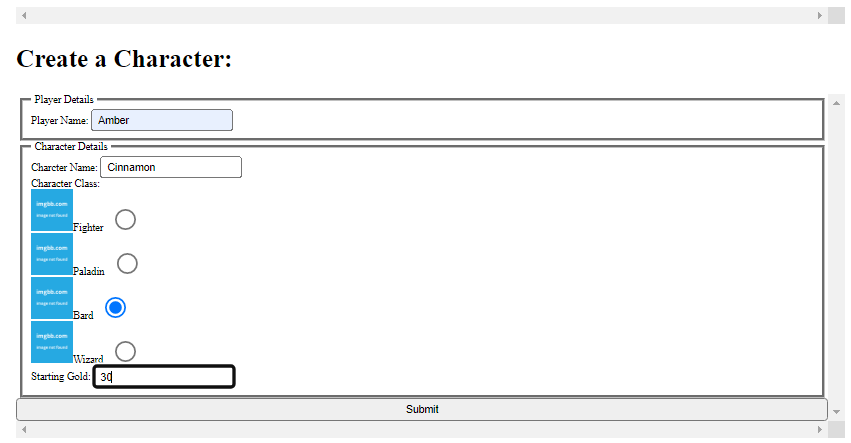 Create a Character:
Player Details
Player Name: Amber
Character Details
Charcter Name: Cinnamon
Character Class:
imgbb.com
image not found
Fighter
imgbb.com
image not found
Paladin
imgbb.com
image not found
Bard
imgbb.com
image not found
Wizard
Starting Gold: 30
Submit